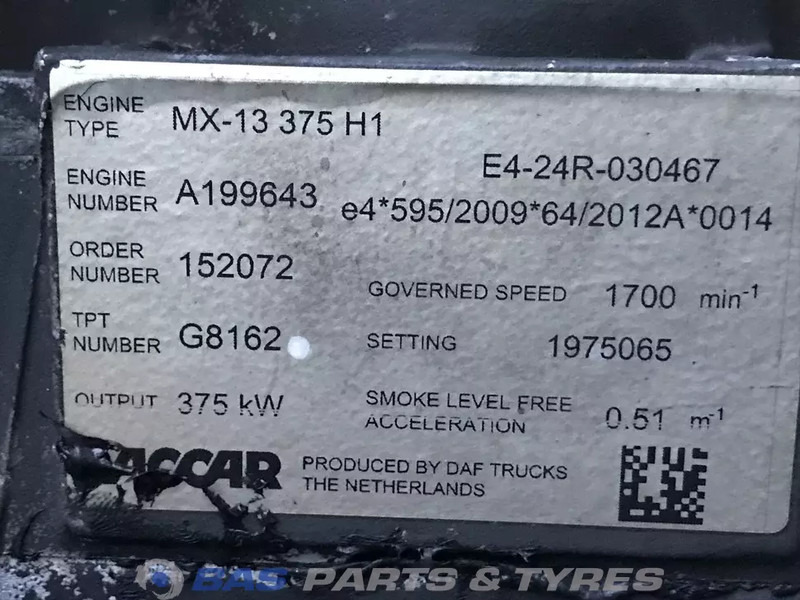 ENGINE TYPE MX-13 375 H1
E4-24R-030467
ENGINE NUMBER A199643
e4*595/2009*64/2012A*0014
ORDER NUMBER 152072
GOVERNED SPEED 1700 min-1
TPT NUMBER G8162
SETTING 1975065
OUTPUT 375 kW
SMOKE LEVEL FREE ACCELERATION 0.51 m-1
PACCAR
PRODUCED BY DAF TRUCKS
THE NETHERLANDS
BAS PARTS & TYRES